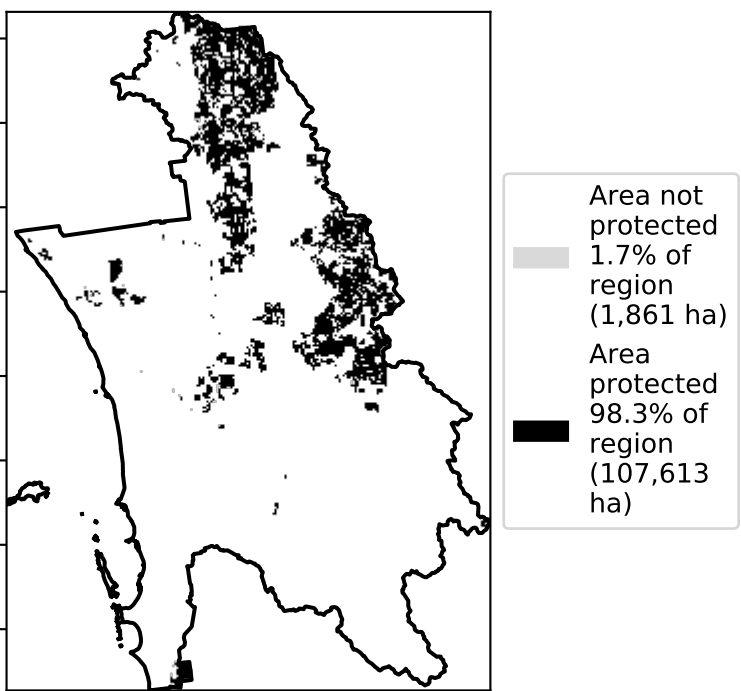 Area not
protected
1.7% of
region
(1,861 ha)
Area
protected
98.3% of
region
(107,613
ha)